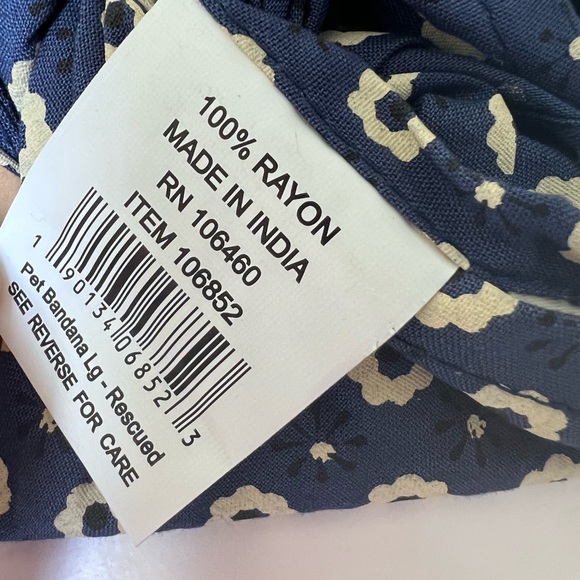 100% RAYON
MADE IN INDIA
RN 106460
ITEM 106852
1 90134 06852 3
Pet Bandana Lg - Rescued
SEE REVERSE FOR CARE